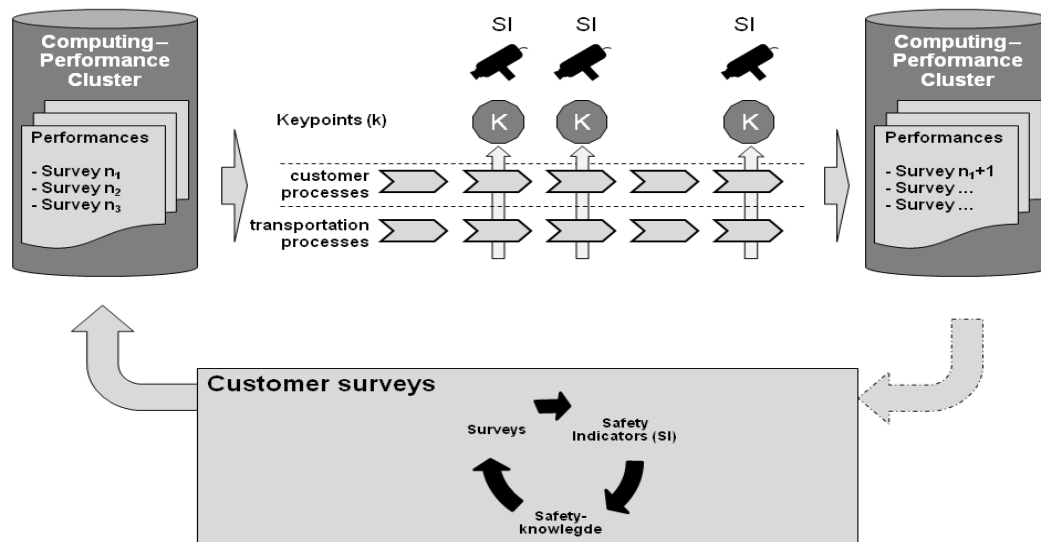 Computing–
Performance
Cluster
Performances
- Survey n₁
- Survey n₂
- Survey n₃
SI
SI
SI
Keypoints (k)
K
K
K
customer
processes
transportation
processes
Computing–
Performance
Cluster
Performances
- Survey n₁+1
- Survey ...
- Survey ...
Customer surveys
Surveys
Safety
Indicators (SI)
Safety-
knowlegde